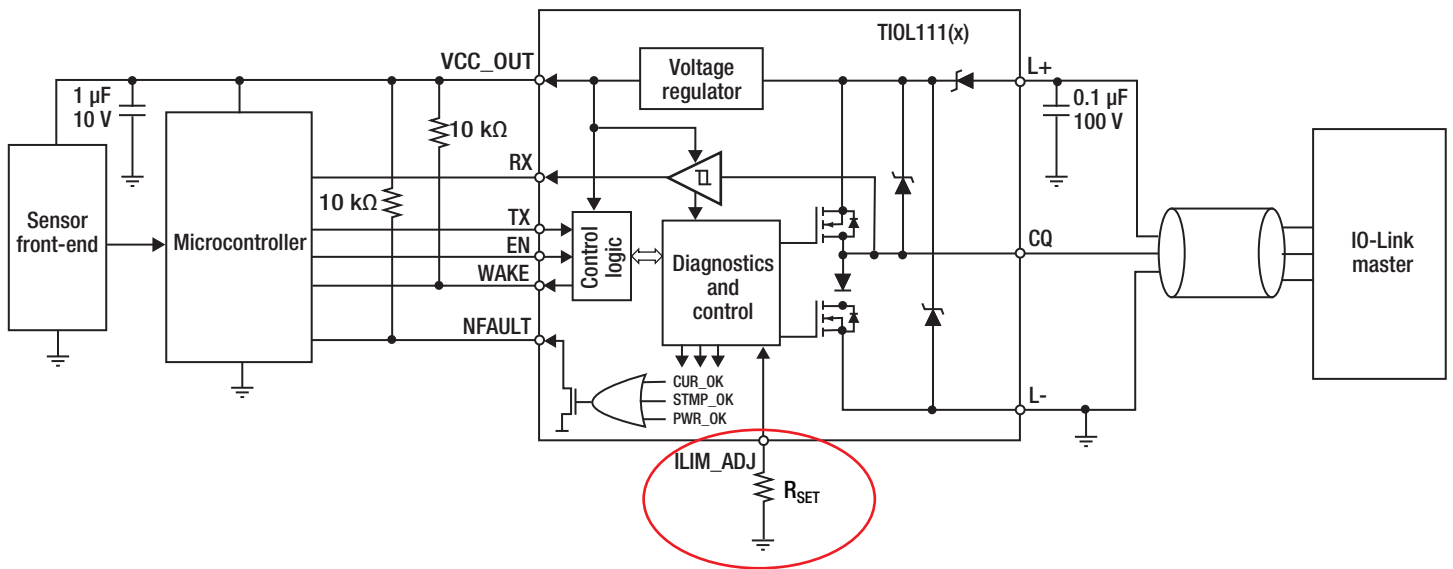 TIOL111(x)
VCC_OUT
L+
Voltage
regulator
1 µF
10 V
0.1 µF
100 V
10 kΩ
RX
10 kΩ
Sensor
front-end
Microcontroller
TX
EN
WAKE
Control
logic
Diagnostics
and
control
CQ
IO-Link
master
NFAULT
CUR_OK
STMP_OK
PWR_OK
L-
ILIM_ADJ
RSET